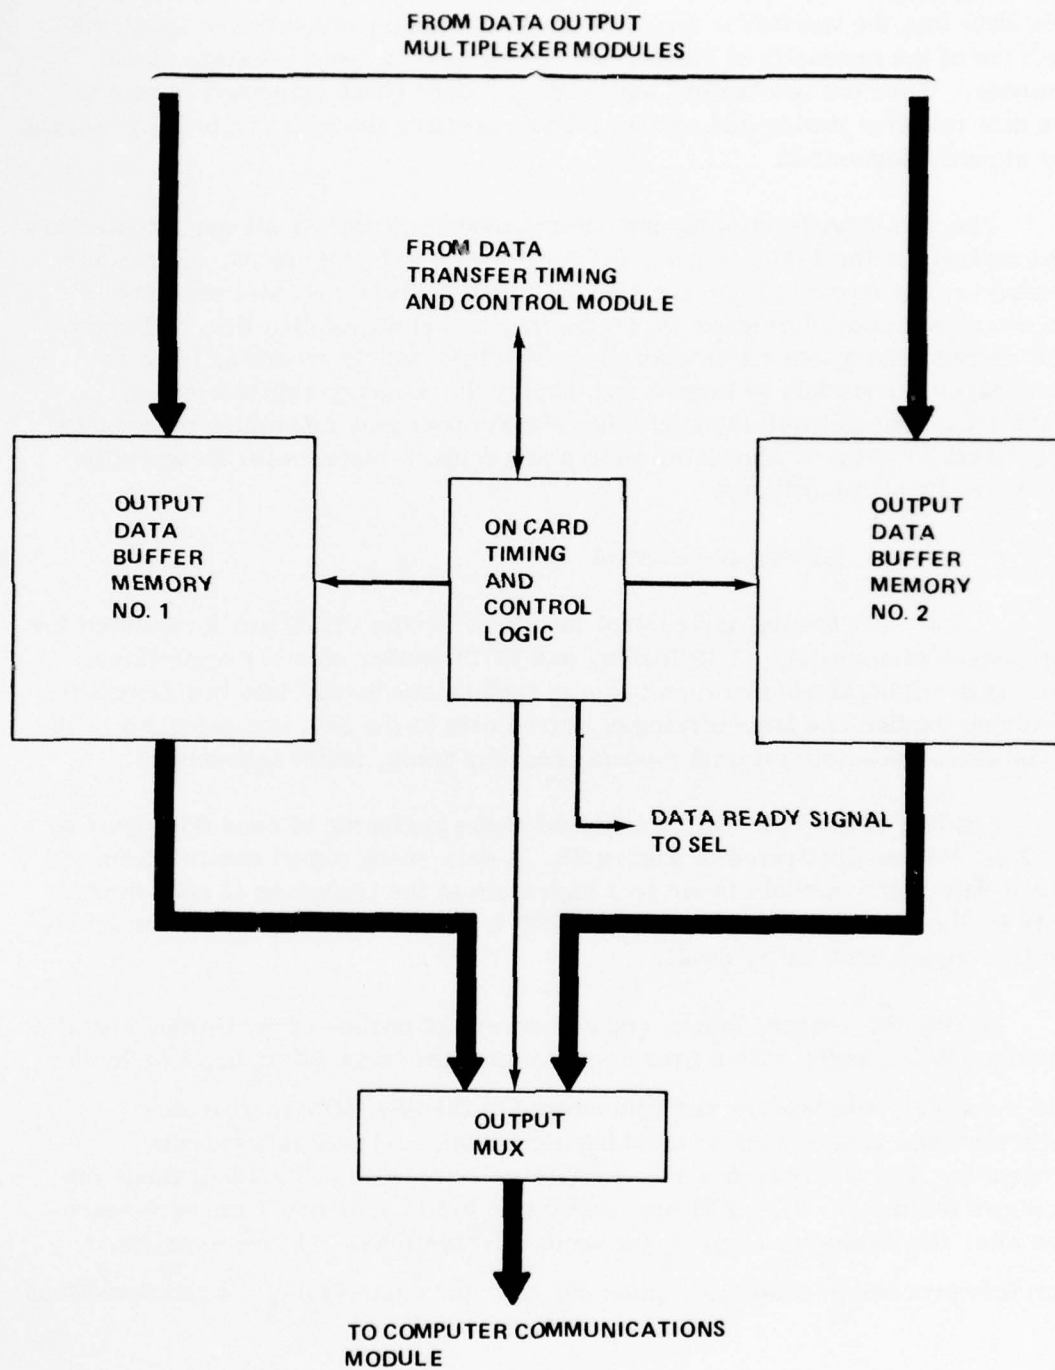 FROM DATA OUTPUT
MULTIPLEXER MODULES
FROM DATA
TRANSFER TIMING
AND CONTROL MODULE
OUTPUT
DATA
BUFFER
MEMORY
NO. 1
ON CARD
TIMING
AND
CONTROL
LOGIC
OUTPUT
DATA
BUFFER
MEMORY
NO. 2
DATA READY SIGNAL
TO SEL
OUTPUT
MUX
TO COMPUTER COMMUNICATIONS
MODULE